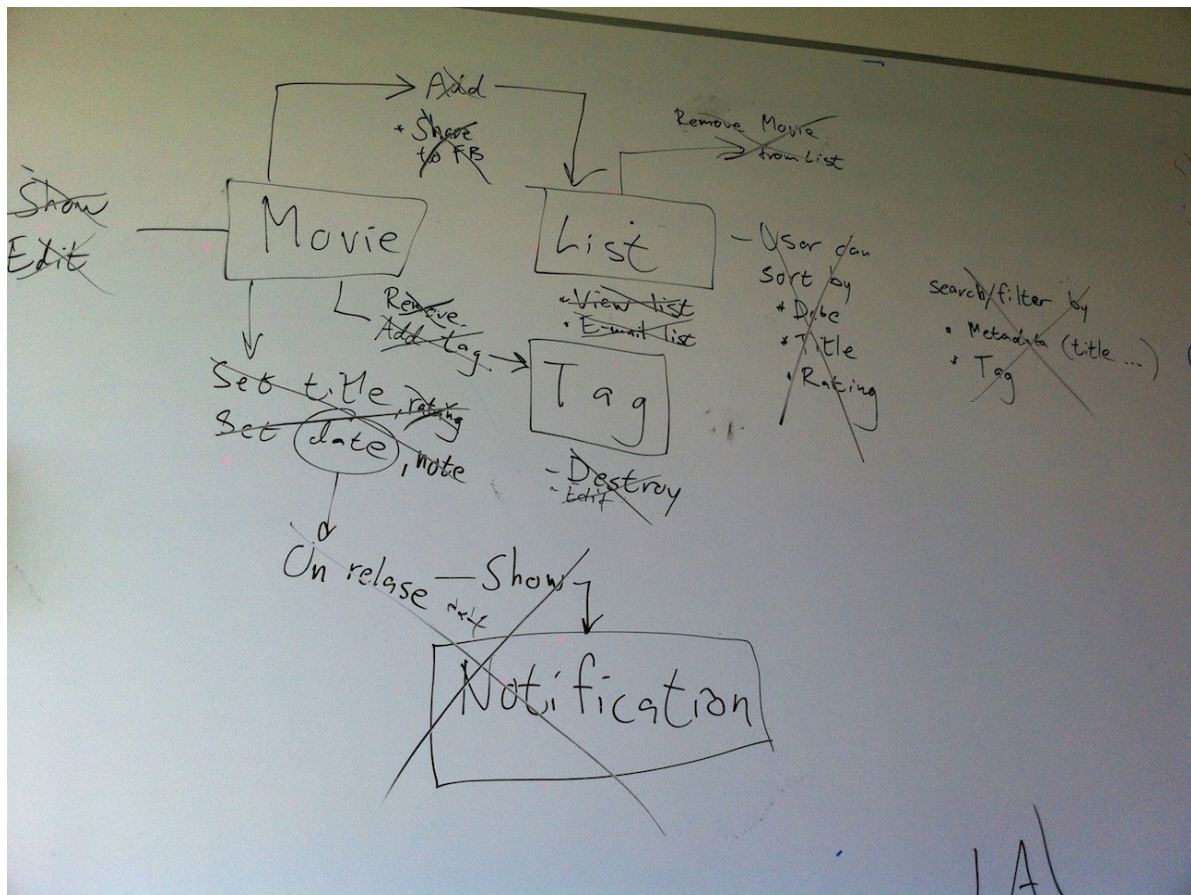 Add
* Share
to FB
Remove Movie
from List
Show
Edit
Movie
List
- User can
sort by
* Date
* Title
* Rating
search/filter by
* Metadata (title ...)
* Tag
* View list
* E-mail list
Remove
Add tag
Tag
Set title, rating
Set date, note
- Destroy
- Edit
On relase date
Show
Notification